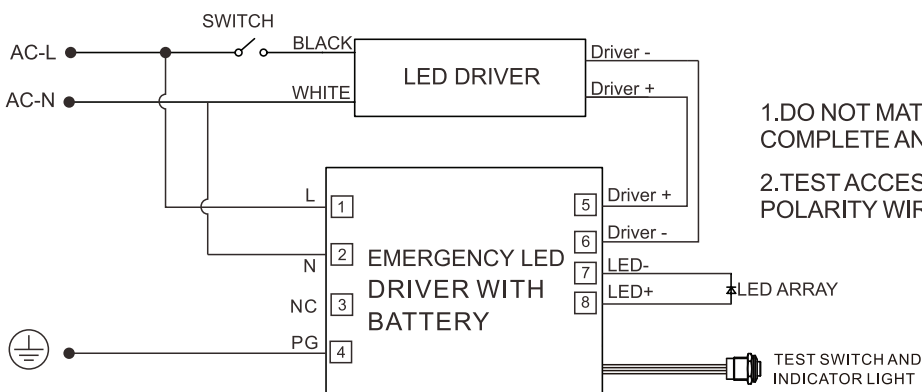 SWITCH
AC-L
BLACK
LED DRIVER
Driver -
AC-N
WHITE
Driver +
1.DO NOT MAT
COMPLETE AN
2.TEST ACCES
POLARITY WIR
L
1
5
Driver +
2
N
6
Driver -
EMERGENCY LED
DRIVER WITH
BATTERY
7
LED-
NC
3
8
LED+
LED ARRAY
PG
4
TEST SWITCH AND
INDICATOR LIGHT